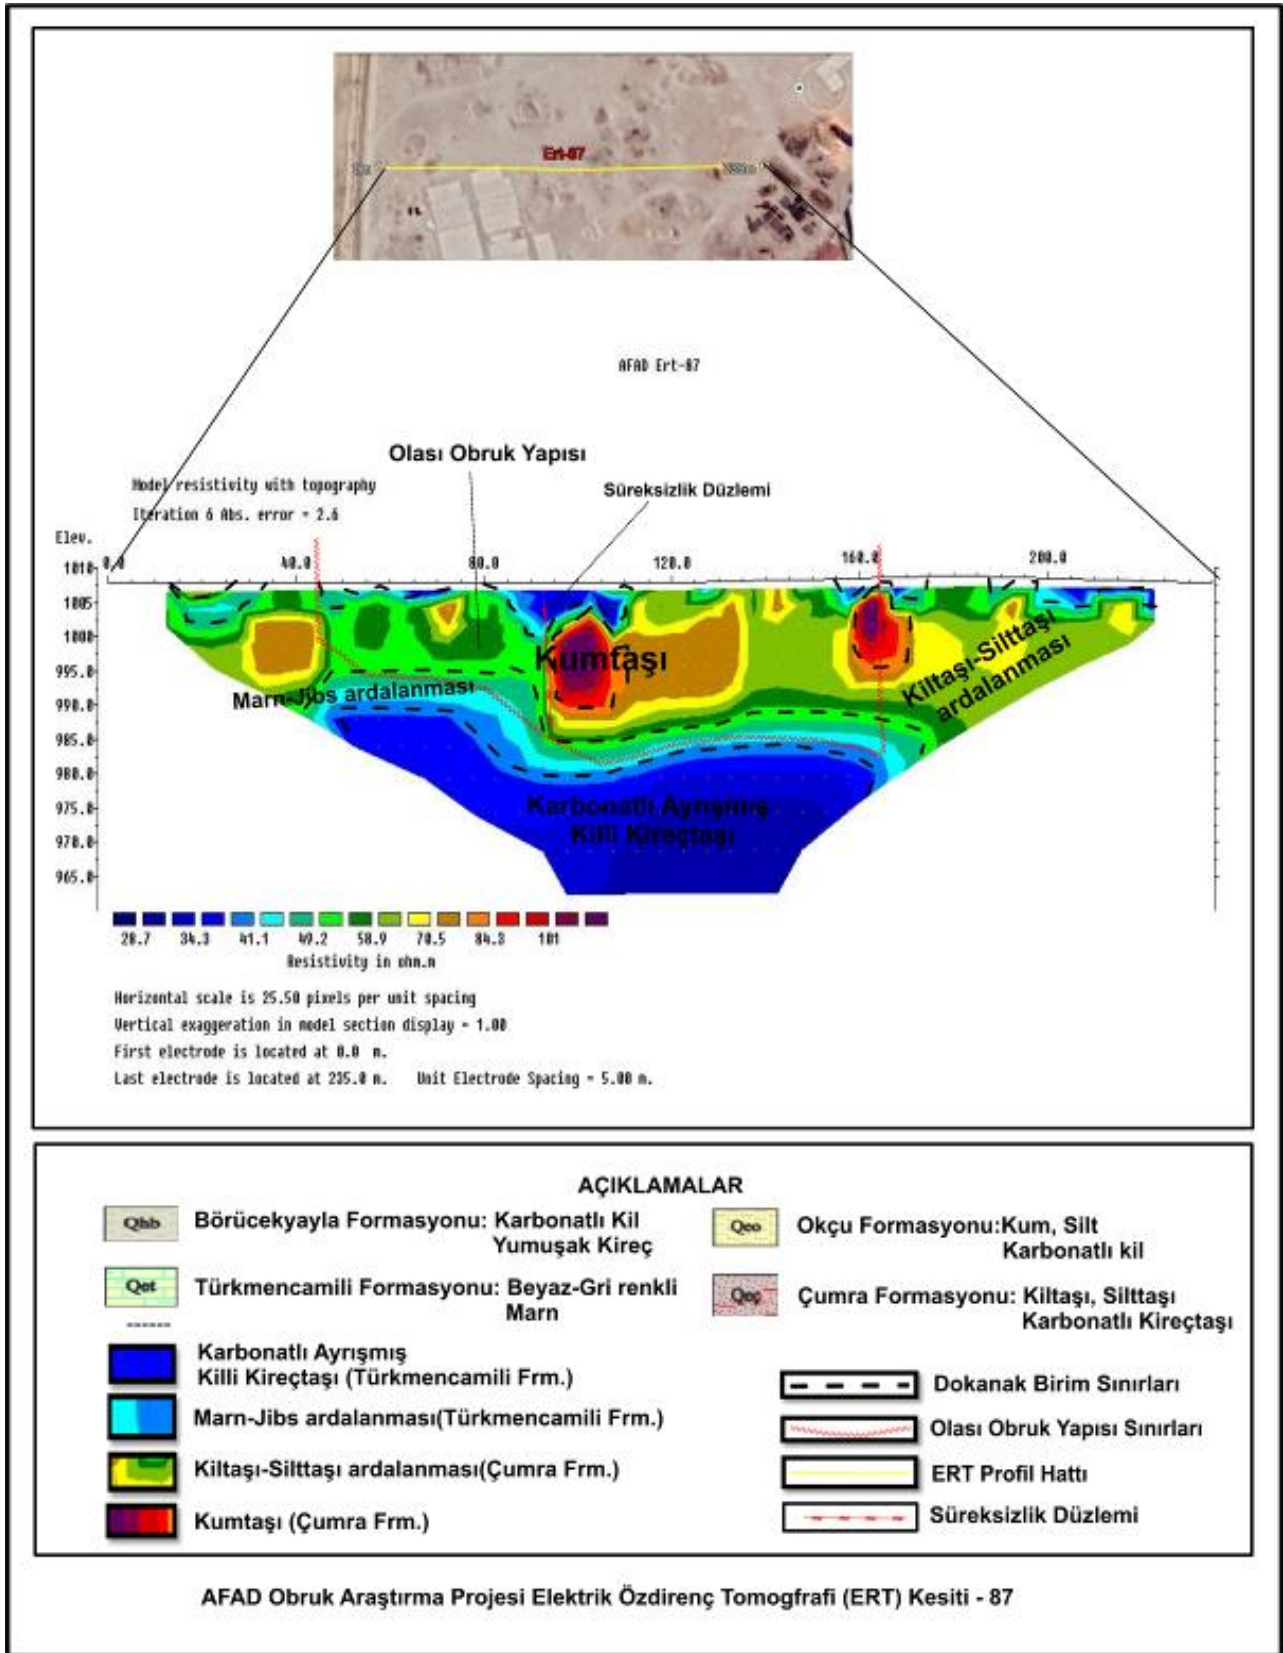 Ert-87
AFAD Ert-87
Olası Obruk Yapısı
Süreksizlik Düzlemi
Model resistivity with topography
Iteration 6 Abs. error = 2.6
Elev.
0.0 40.0 80.0 120.0 160.0 200.0
1010
1005
1000
995.0
990.0
985.0
980.0
975.0
970.0
965.0
Kumtaşı
Marn-Jibs ardalanması
Kiltaşı-Silttaşı
ardalanması
Karbonatlı Ayrışmış
Killi Kireçtaşı
28.7 34.3 41.1 49.2 58.9 70.5 84.3 101
Resistivity in ohm.m
Horizontal scale is 25.50 pixels per unit spacing
Vertical exaggeration in model section display = 1.00
First electrode is located at 0.0 m.
Last electrode is located at 235.0 m. Unit Electrode Spacing = 5.00 m.
AÇIKLAMALAR
Qhb Börücekyayla Formasyonu: Karbonatlı Kil
Yumuşak Kireç
Qet Türkmencamili Formasyonu: Beyaz-Gri renkli
Marn
Karbonatlı Ayrışmış
Killi Kireçtaşı (Türkmencamili Frm.)
Marn-Jibs ardalanması(Türkmencamili Frm.)
Kiltaşı-Silttaşı ardalanması(Çumra Frm.)
Kumtaşı (Çumra Frm.)
Qeo Okçu Formasyonu:Kum, Silt
Karbonatlı kil
Qeç Çumra Formasyonu: Kiltaşı, Silttaşı
Karbonatlı Kireçtaşı
Dokanak Birim Sınırları
Olası Obruk Yapısı Sınırları
ERT Profil Hattı
Süreksizlik Düzlemi
AFAD Obruk Araştırma Projesi Elektrik Özdirenç Tomogfrafi (ERT) Kesiti - 87